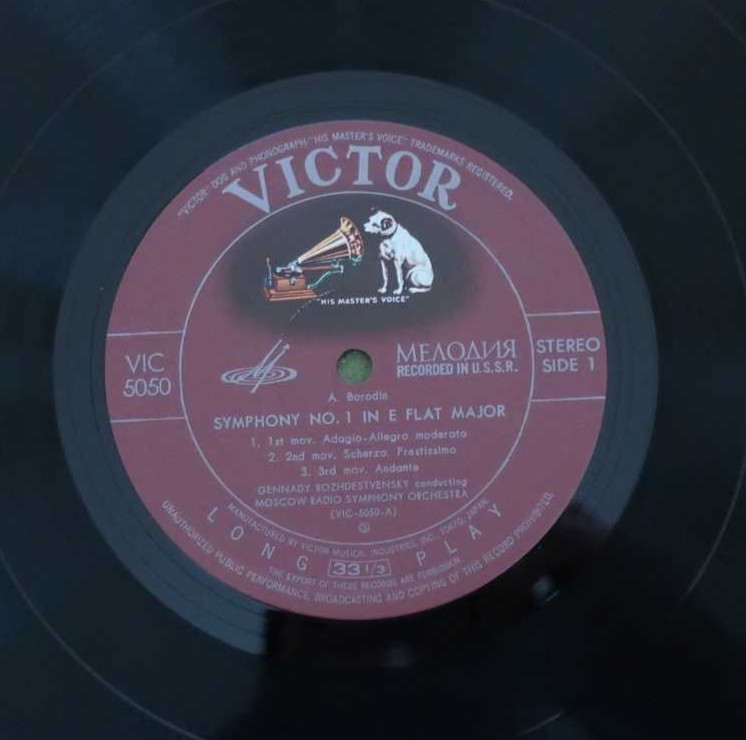 "VICTOR" DOG AND PHONOGRAPH "HIS MASTER'S VOICE" TRADEMARKS REGISTERED.
VICTOR
"HIS MASTER'S VOICE"
VIC
5050
МЕЛОДИЯ
RECORDED IN U.S.S.R.
STEREO
SIDE 1
A. Borodin
SYMPHONY NO. 1 IN E FLAT MAJOR
1. 1st mov. Adagio-Allegro moderato
2. 2nd mov. Scherzo. Prestissimo
3. 3rd mov. Andante
GENNADY ROZHDESTVENSKY conducting
MOSCOW RADIO SYMPHONY ORCHESTRA
(VIC-5050-A)
LONG 33 1/3 PLAY
MANUFACTURED BY VICTOR MUSICAL INDUSTRIES, INC. TOKYO, JAPAN.
THE EXPORT OF THESE RECORDS ARE FORBIDDEN
UNAUTHORIZED PUBLIC PERFORMANCE, BROADCASTING AND COPYING OF THIS RECORD PROHIBITED.